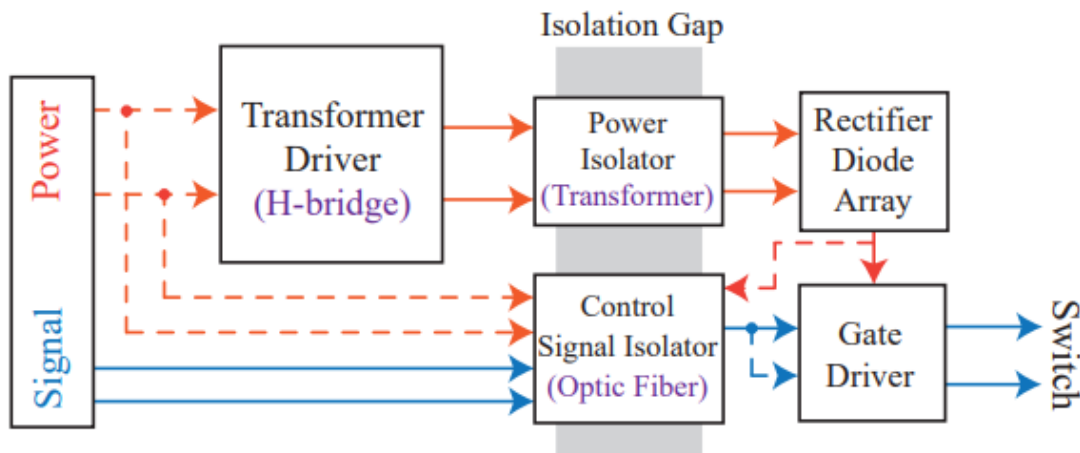 Isolation Gap
Power
Signal
Transformer
Driver
(H-bridge)
Power
Isolator
(Transformer)
Rectifier
Diode
Array
Control
Signal Isolator
(Optic Fiber)
Gate
Driver
Switch